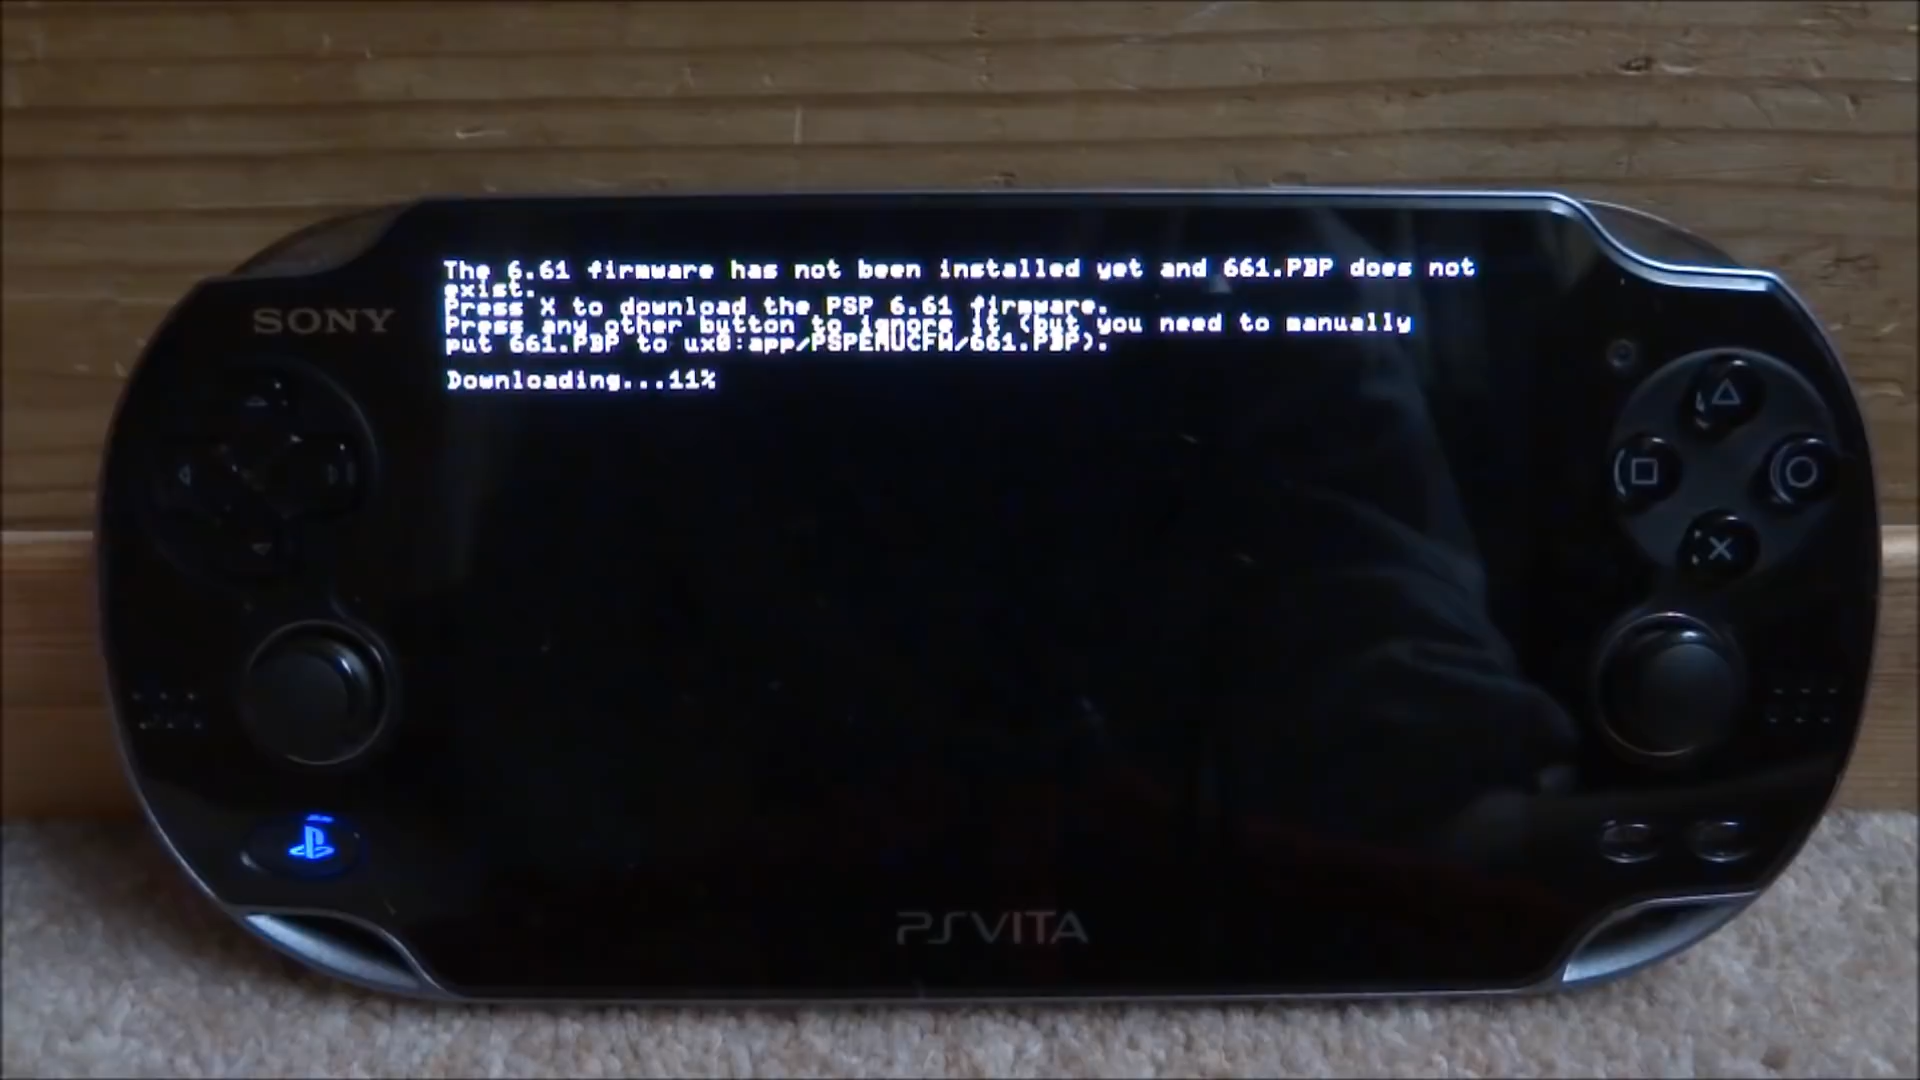 The 6.61 firmware has not been installed yet and 661.PBP does not
exist.
Press X to download the PSP 6.61 firmware.
Press any other button to ignore it (but you need to manually
put 661.PBP to ux0:app/PSPEMUCFW/661.PBP).
Downloading...11%
SONY
PSVITA